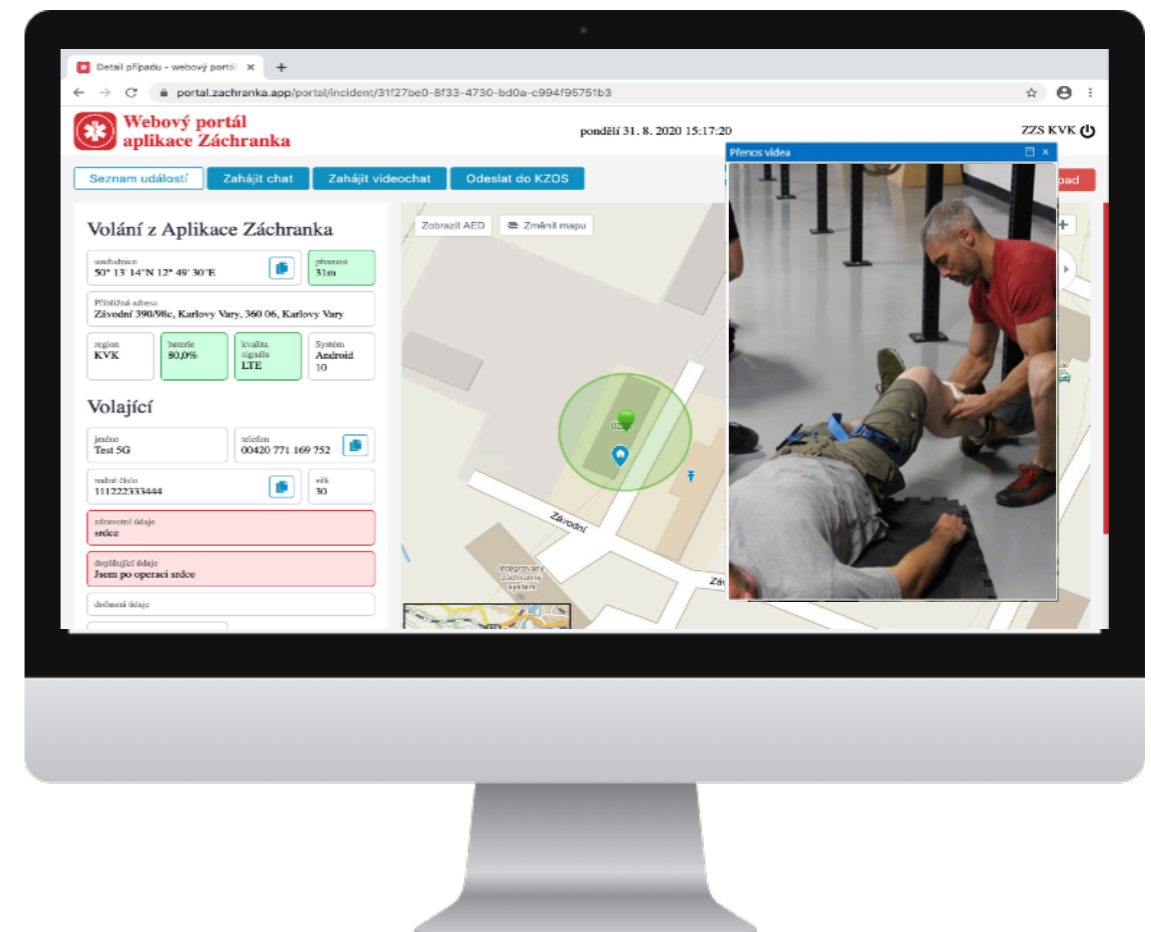 Detail případu - webový portál
portal.zachranka.app/portal/incident/31f27be0-8f33-4730-bd0a-c994f95751b3
Webový portál
aplikace Záchranka
pondělí 31. 8. 2020 15:17:20
ZZS KVK
Přenos videa
Seznam událostí
Zahájit chat
Zahájit videochat
Odeslat do KZOS
pad
Volání z Aplikace Záchranka
souřadnice
50° 13' 14"N 12° 49' 30"E
přesnost
31m
Přibližná adresa
Závodní 390/98c, Karlovy Vary, 360 06, Karlovy Vary
region
KVK
baterie
80,0%
kvalita
signálu
LTE
Systém
Android
10
Volající
jméno
Test 5G
telefon
00420 771 169 752
rodné číslo
111222333444
věk
30
zdravotní údaje
srdce
doplňující údaje
Jsem po operaci srdce
dočasné údaje
Zobrazit AED
Změnit mapu
Závodní
Integrovaný
záchranný
systém